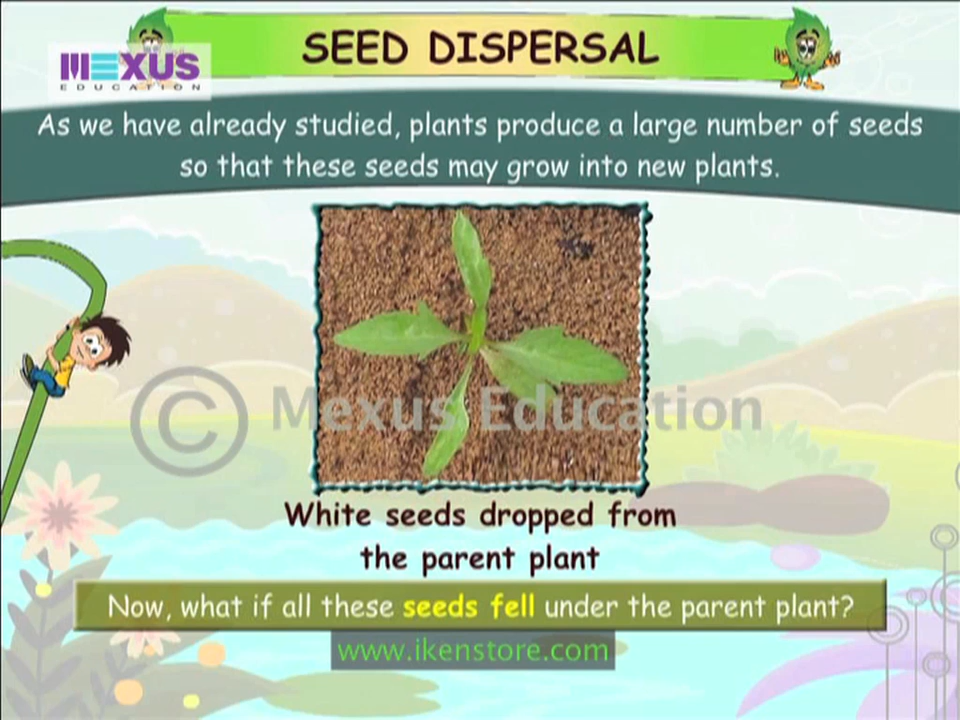 SEED DISPERSAL
MEXUS
EDUCATION
As we have already studied, plants produce a large number of seeds
so that these seeds may grow into new plants.
© Mexus Education
White seeds dropped from
the parent plant
Now, what if all these seeds fell under the parent plant?
www.ikenstore.com